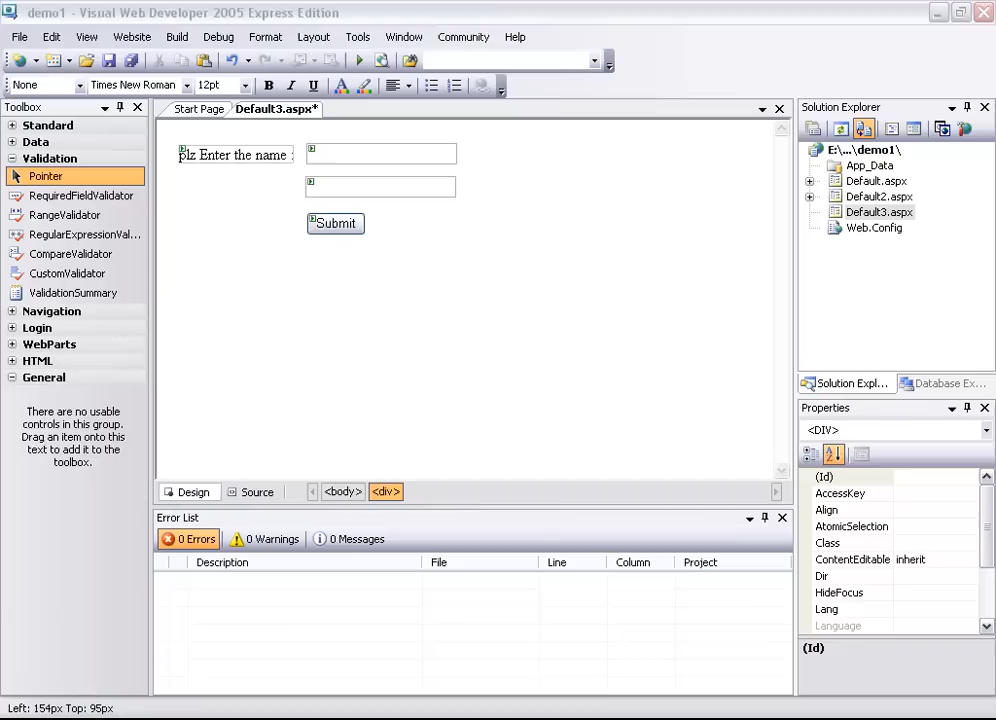 demo1 - Visual Web Developer 2005 Express Edition
File Edit View Website Build Debug Format Layout Tools Window Community Help
None Times New Roman 12pt B I U
Toolbox
Standard
Data
Validation
Pointer
RequiredFieldValidator
RangeValidator
RegularExpressionVal...
CompareValidator
CustomValidator
ValidationSummary
Navigation
Login
WebParts
HTML
General
There are no usable
controls in this group.
Drag an item onto this
text to add it to the
toolbox.
Start Page Default3.aspx*
plz Enter the name :
Submit
Design Source <body> <div>
Error List
0 Errors 0 Warnings 0 Messages
Description File Line Column Project
Solution Explorer
E:\...\demo1\
App_Data
Default.aspx
Default2.aspx
Default3.aspx
Web.Config
Solution Expl... Database Ex...
Properties
<DIV>
(Id)
AccessKey
Align
AtomicSelection
Class
ContentEditable inherit
Dir
HideFocus
Lang
Language
(Id)
Left: 154px Top: 95px